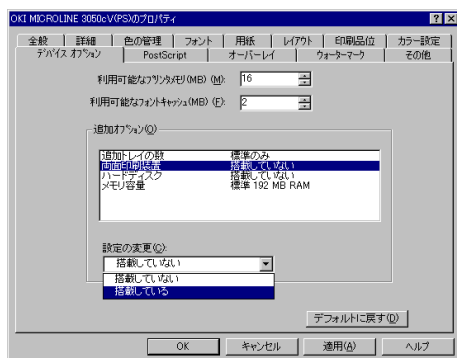 OKI MICROLINE 3050cV(PS)のプロパティ
全般 詳細 色の管理 フォント 用紙 レイアウト 印刷品位 カラー設定
デバイス オプション PostScript オーバーレイ ウォーターマーク その他
利用可能なプリンタメモリ(MB) (M): 16
利用可能なフォントキャッシュ(MB) (F): 2
追加オプション(O)
追加トレイの数 標準のみ
両面印刷装置 搭載していない
ハードディスク 搭載していない
メモリ容量 標準 192 MB RAM
設定の変更(C):
搭載していない
搭載していない
搭載している
デフォルトに戻す(D)
OK キャンセル 適用(A) ヘルプ